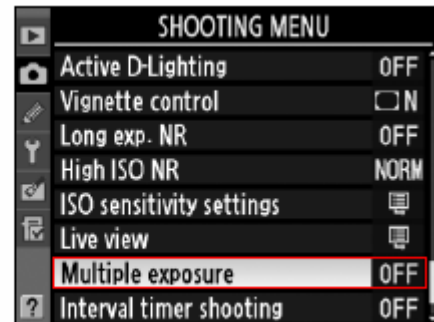 SHOOTING MENU
Active D-Lighting OFF
Vignette control N
Long exp. NR OFF
High ISO NR NORM
ISO sensitivity settings
Live view
Multiple exposure OFF
Interval timer shooting OFF
?